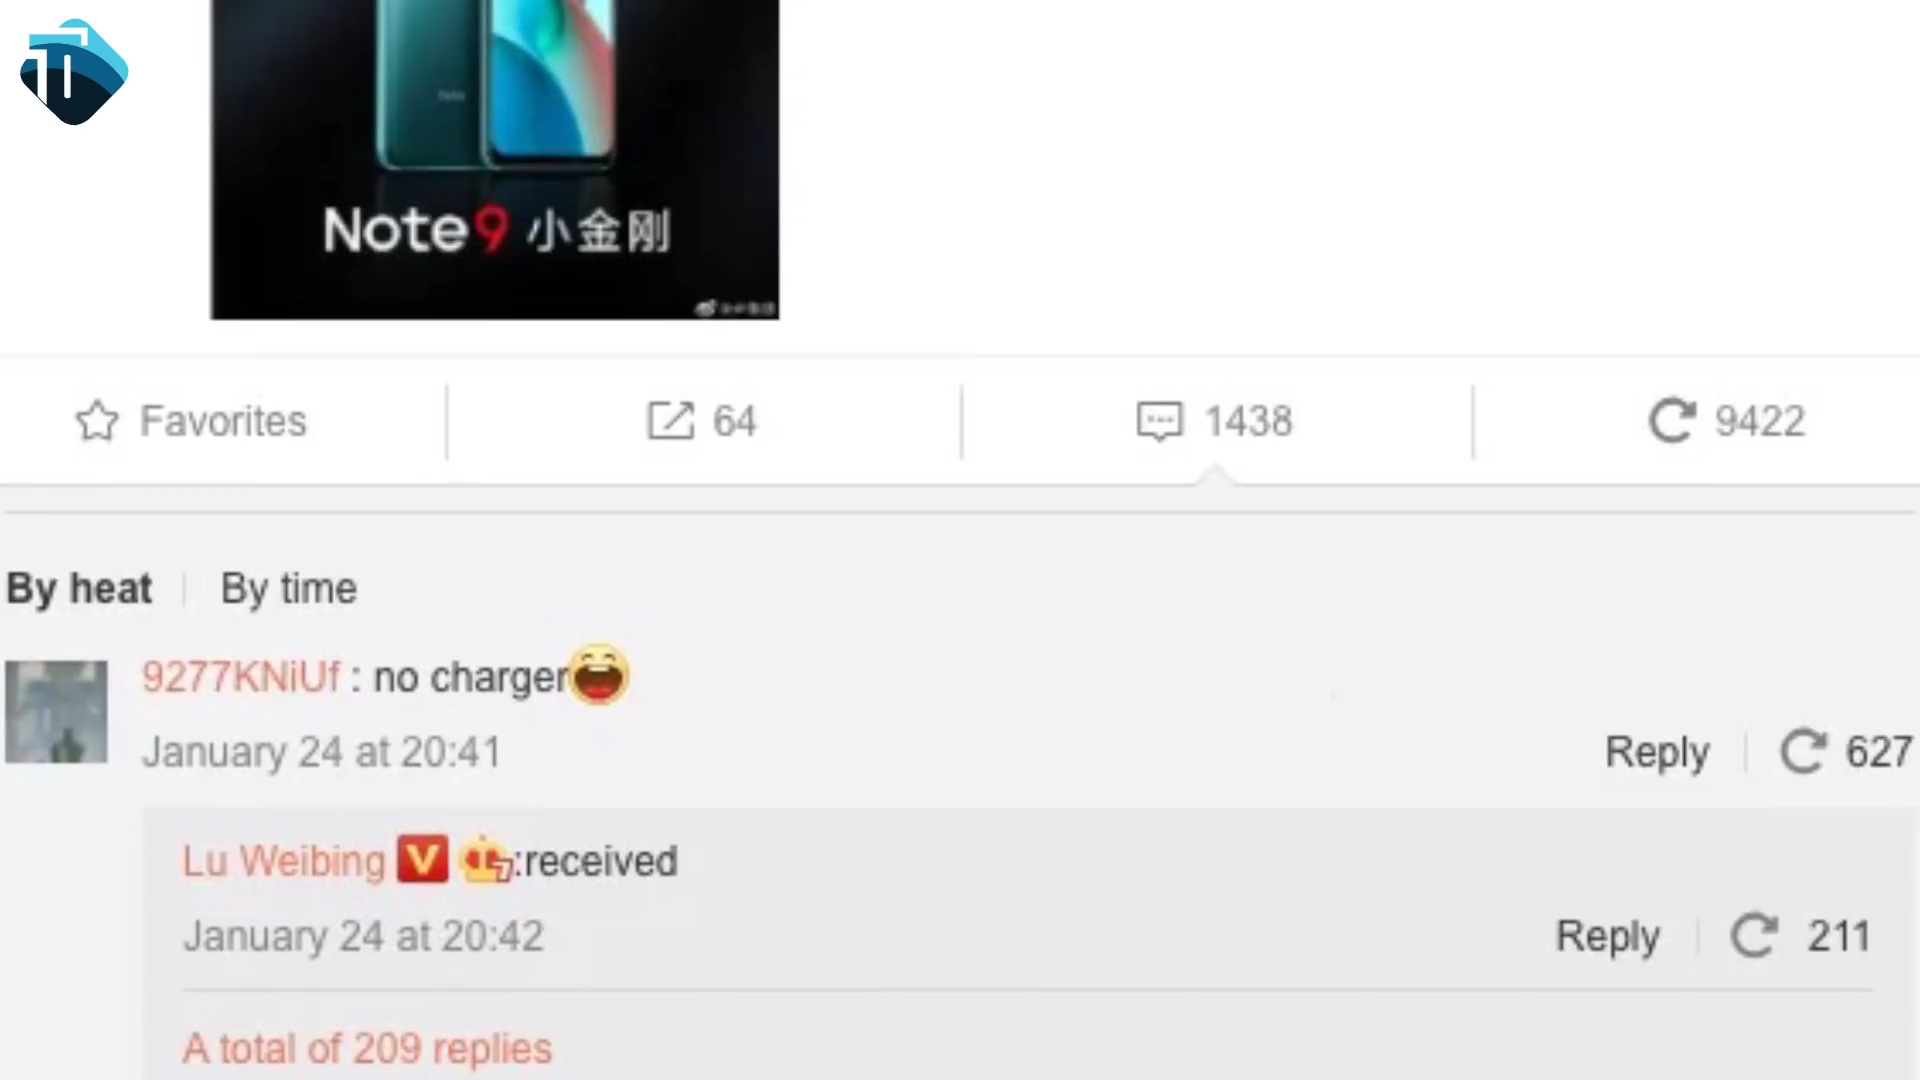 Note9 小金刚
Favorites
64
1438
9422
By heat
By time
9277KNiUf : no charger
January 24 at 20:41
Reply
627
Lu Weibing V :received
January 24 at 20:42
Reply
211
A total of 209 replies